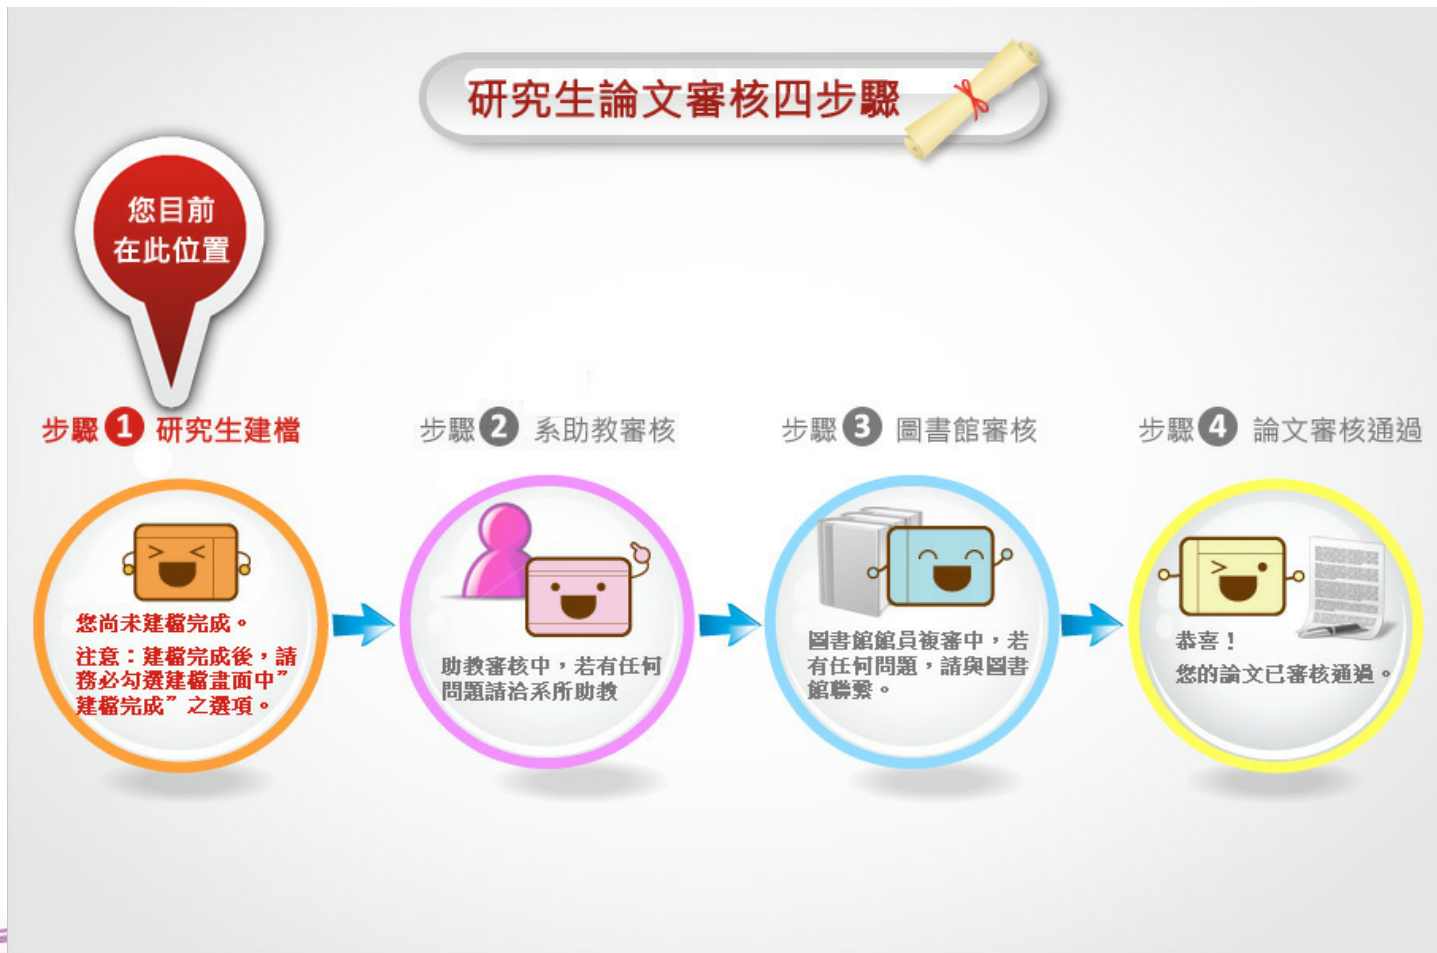 研究生論文審核四步驟
您目前
在此位置
步驟 1 研究生建檔
步驟 2 系助教審核
步驟 3 圖書館審核
步驟 4 論文審核通過
您尚未建檔完成。
注意：建檔完成後，請
務必勾選建檔畫面中”
建檔完成”之選項。
助教審核中，若有任何
問題請洽系所助教
圖書館館員複審中，若
有任何問題，請與圖書
館聯繫。
恭喜！
您的論文已審核通過。